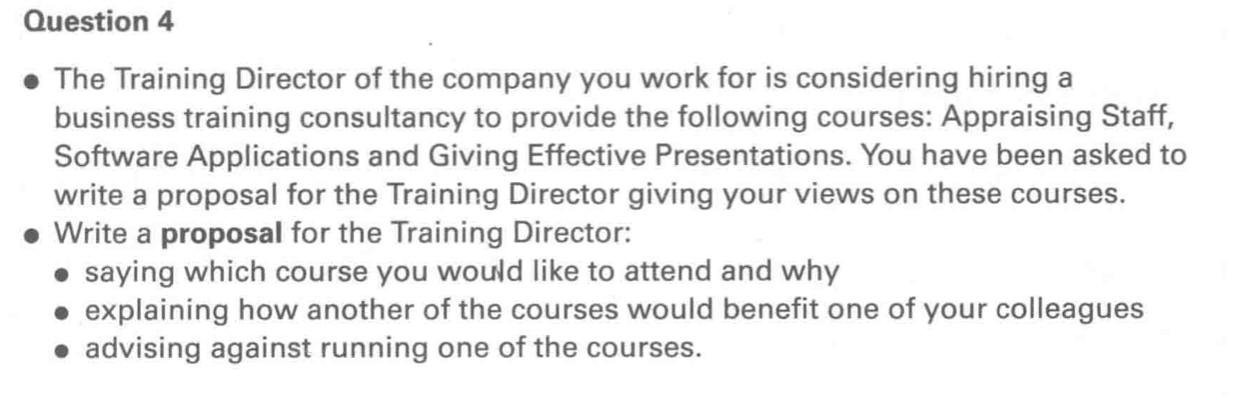 Question 4
• The Training Director of the company you work for is considering hiring a
business training consultancy to provide the following courses: Appraising Staff,
Software Applications and Giving Effective Presentations. You have been asked to
write a proposal for the Training Director giving your views on these courses.
• Write a proposal for the Training Director:
• saying which course you would like to attend and why
• explaining how another of the courses would benefit one of your colleagues
• advising against running one of the courses.